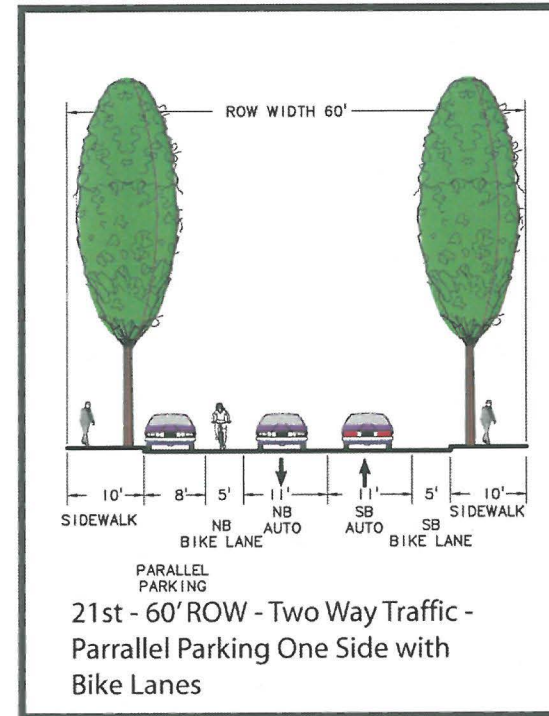 ROW WIDTH 60'
10' 8' 5' 11' 11' 5' 10'
SIDEWALK
NB
BIKE LANE
NB
AUTO
SB
AUTO
SB
BIKE LANE
SIDEWALK
PARALLEL
PARKING
21st - 60' ROW - Two Way Traffic -
Parrallel Parking One Side with
Bike Lanes